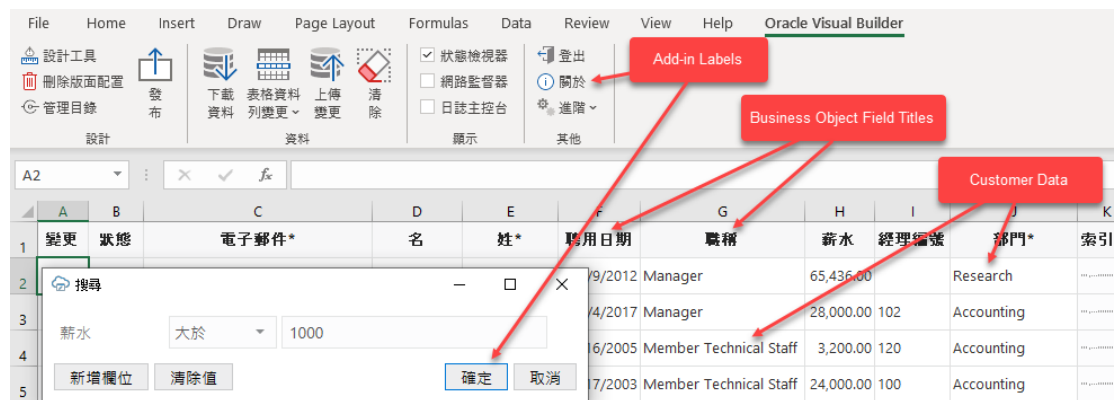 File Home Insert Draw Page Layout Formulas Data Review View Help Oracle Visual Builder
設計工具
刪除版面配置
管理目錄
設計
發布
下載資料
表格資料列變更
上傳變更
清除
資料
狀態檢視器
網路監督器
日誌主控台
顯示
登出
關於
進階
其他
Add-in Labels
Business Object Field Titles
Customer Data
A2 fx
A B C D E F G H I J K
1 變更 狀態 電子郵件* 名 姓* 聘用日期 職稱 薪水 經理編號 部門* 索引
2 /9/2012 Manager 65,436.00 Research
3 /4/2017 Manager 28,000.00 102 Accounting
4 16/2005 Member Technical Staff 3,200.00 120 Accounting
5 17/2003 Member Technical Staff 24,000.00 100 Accounting
搜尋
薪水 大於 1000
新增欄位 清除值 確定 取消